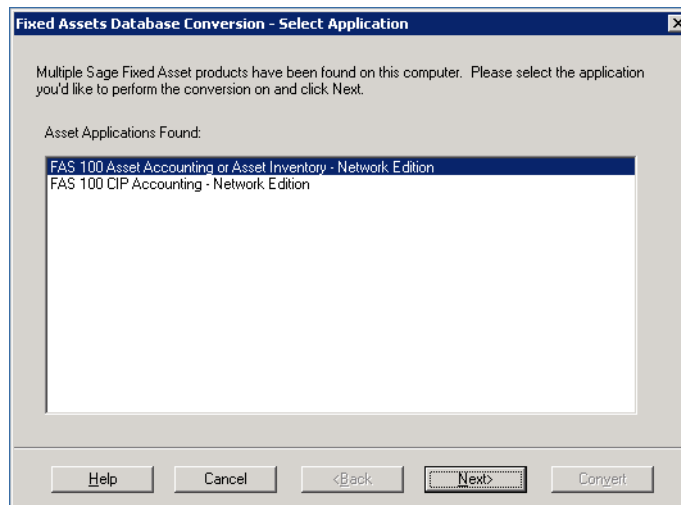 Fixed Assets Database Conversion - Select Application
Multiple Sage Fixed Asset products have been found on this computer. Please select the application
you'd like to perform the conversion on and click Next.
Asset Applications Found:
FAS 100 Asset Accounting or Asset Inventory - Network Edition
FAS 100 CIP Accounting - Network Edition
Help Cancel <Back Next> Convert